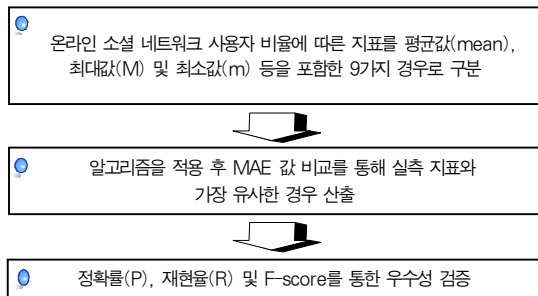 온라인 소셜 네트워크 사용자 비율에 따른 지표를 평균값(mean),
최대값(M) 및 최소값(m) 등을 포함한 9가지 경우로 구분
알고리즘을 적용 후 MAE 값 비교를 통해 실측 지표와
가장 유사한 경우 산출
정확률(P), 재현율(R) 및 F-score를 통한 우수성 검증